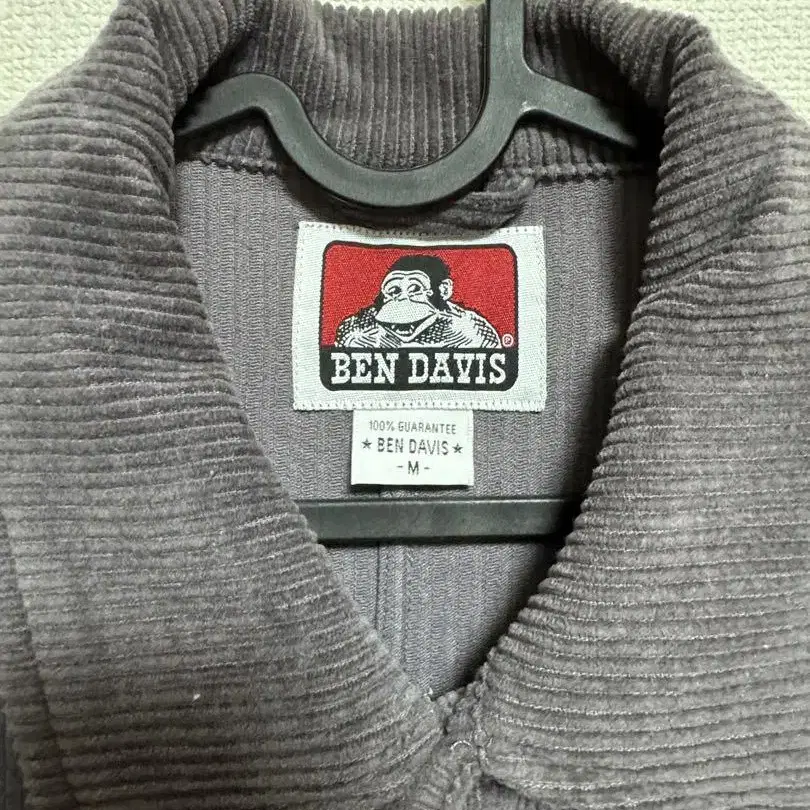 BEN DAVIS
100% GUARANTEE
★ BEN DAVIS ★
- M -